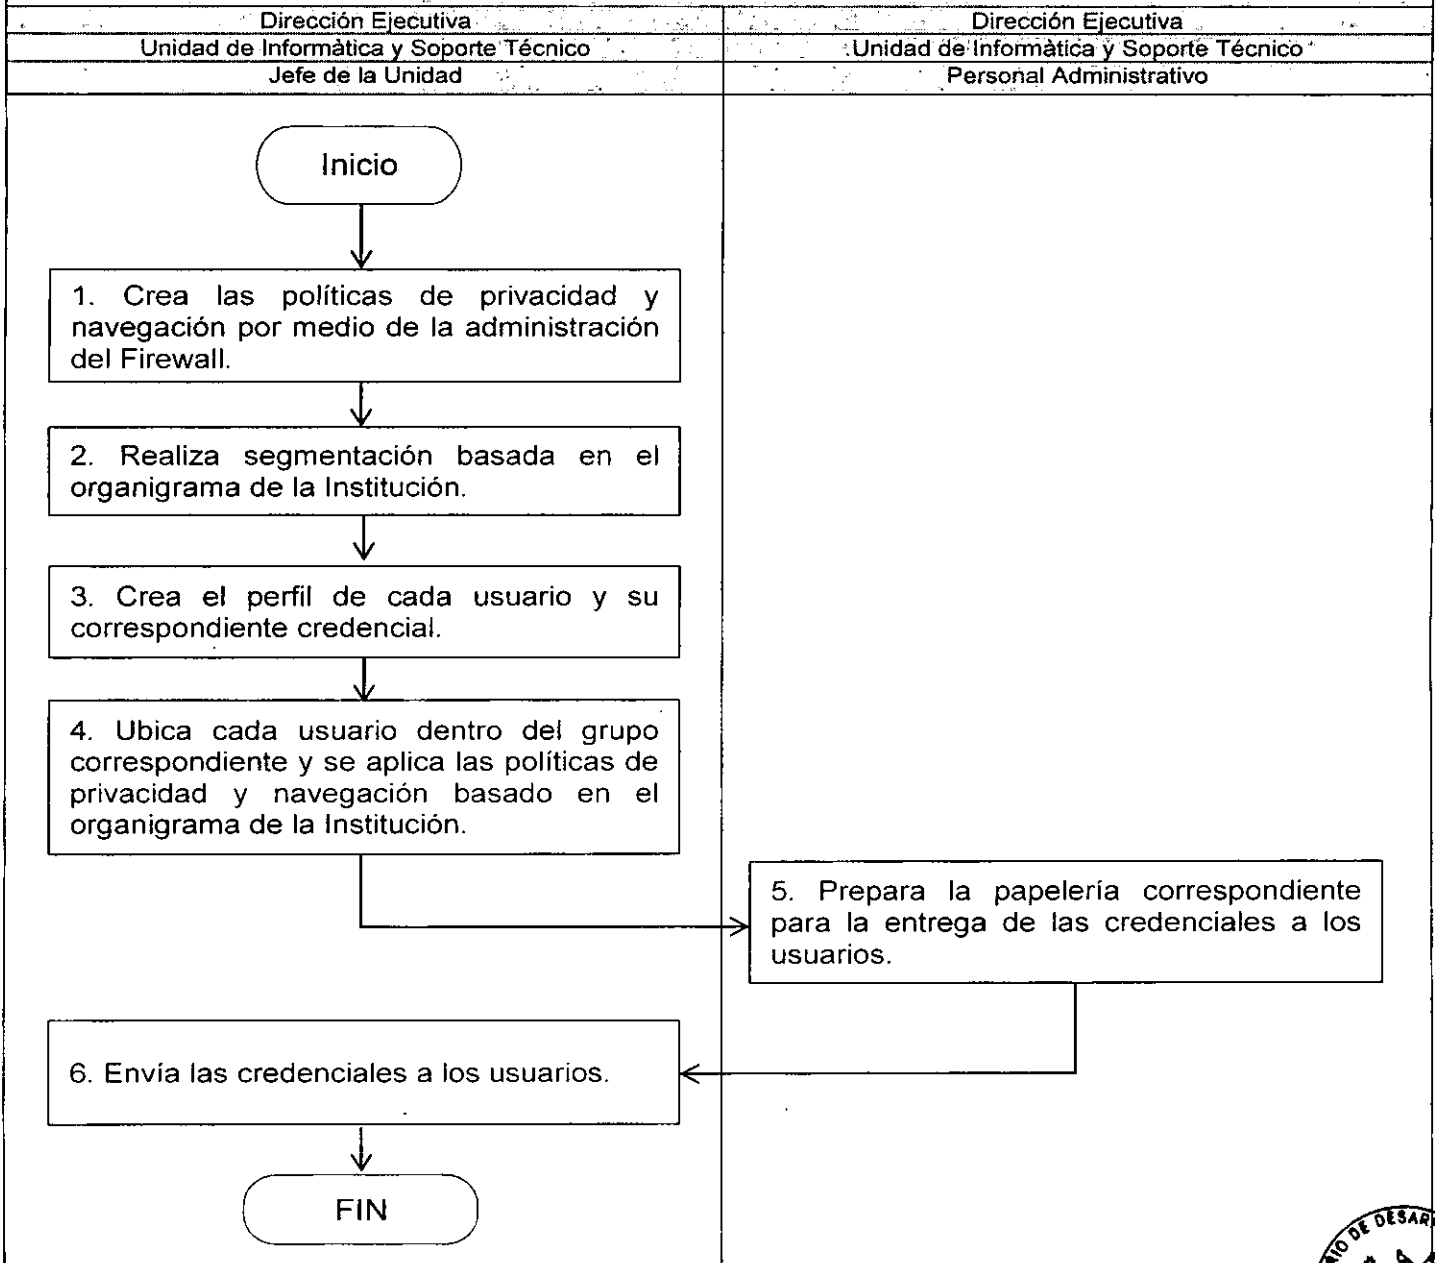 Dirección Ejecutiva
Unidad de Informàtica y Soporte Técnico
Jefe de la Unidad
Dirección Ejecutiva
Unidad de Informàtica y Soporte Técnico
Personal Administrativo
Inicio
1. Crea las políticas de privacidad y
navegación por medio de la administración
del Firewall.
2. Realiza segmentación basada en el
organigrama de la Institución.
3. Crea el perfil de cada usuario y su
correspondiente credencial.
4. Ubica cada usuario dentro del grupo
correspondiente y se aplica las políticas de
privacidad y navegación basado en el
organigrama de la Institución.
5. Prepara la papelería correspondiente
para la entrega de las credenciales a los
usuarios.
6. Envía las credenciales a los usuarios.
FIN
DE